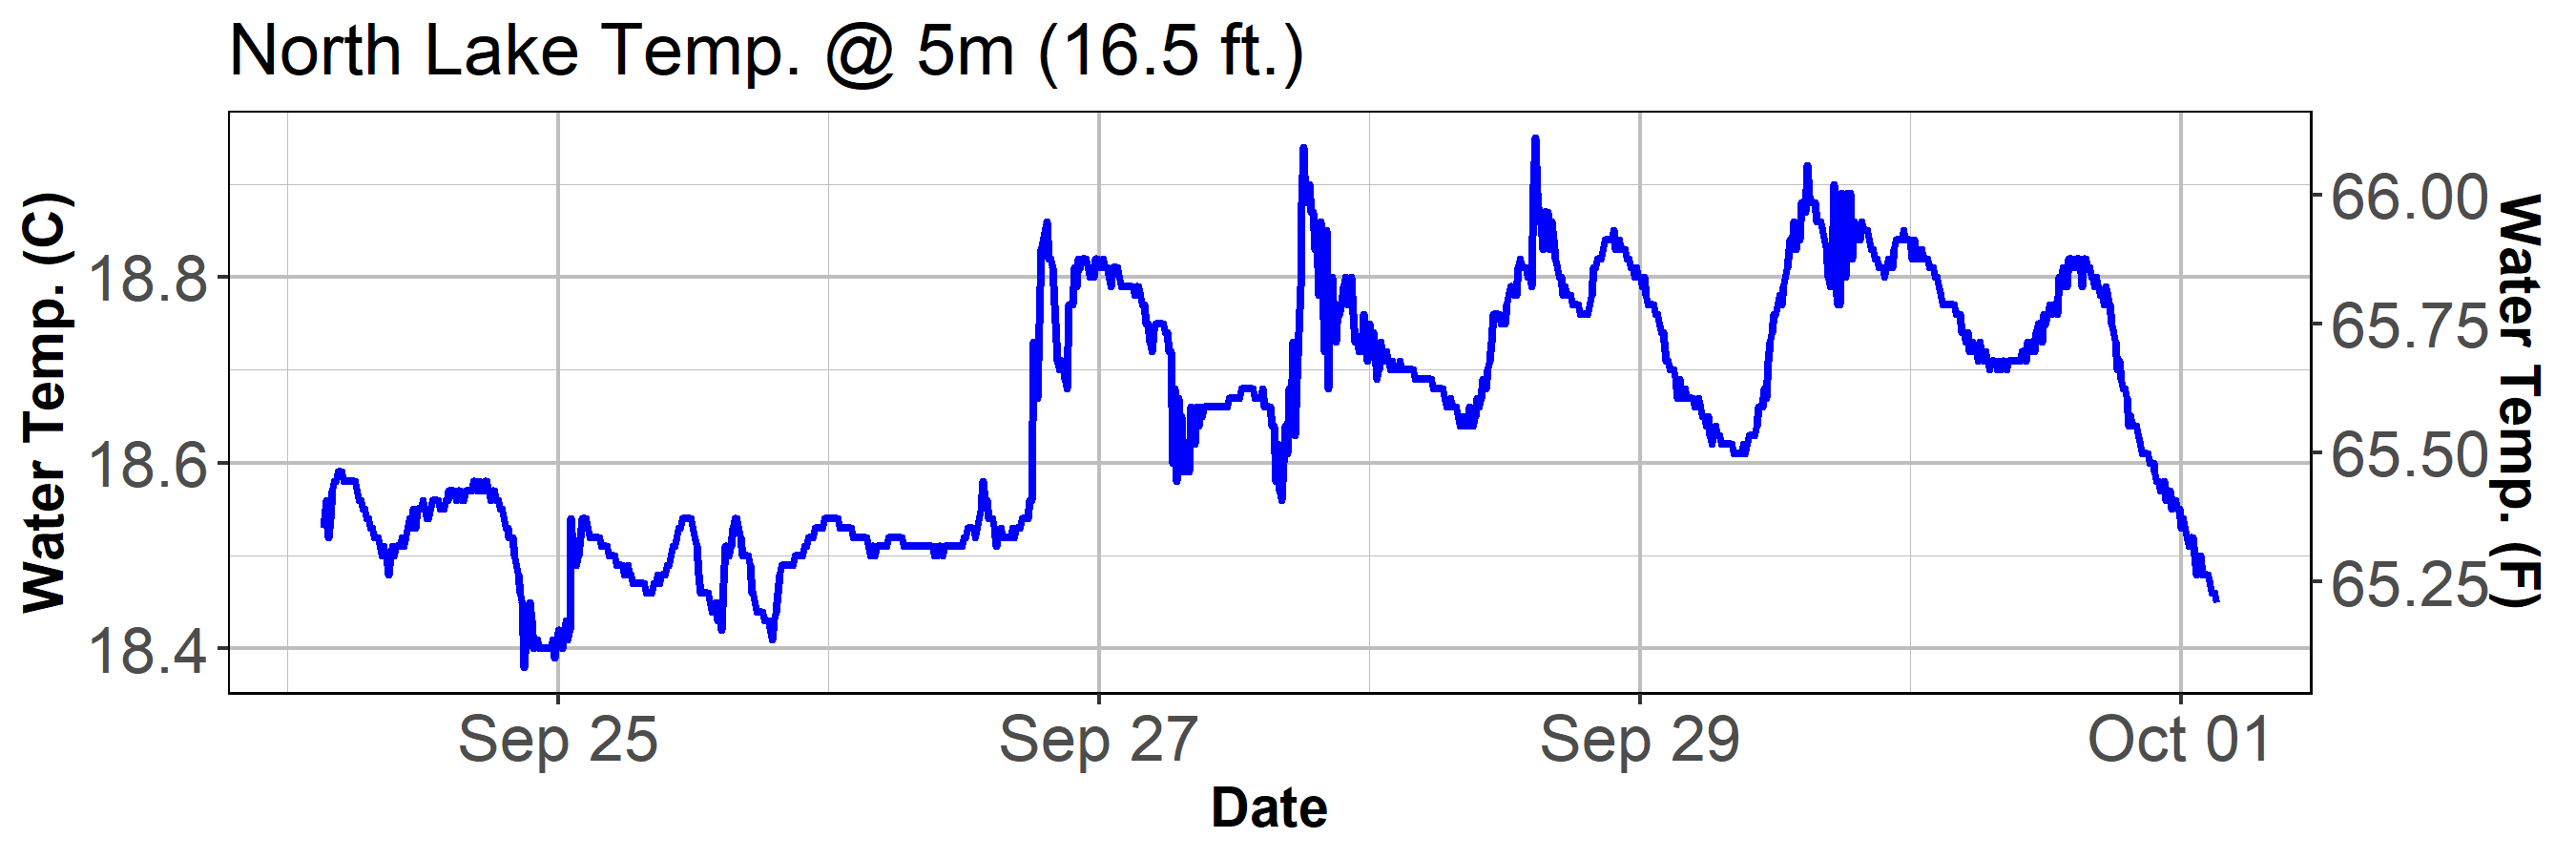 North Lake Temp. @ 5m (16.5 ft.)
Water Temp. (C)
18.8
18.6
18.4
66.00
65.75
65.50
65.25
Water Temp. (F)
Sep 25
Sep 27
Sep 29
Oct 01
Date